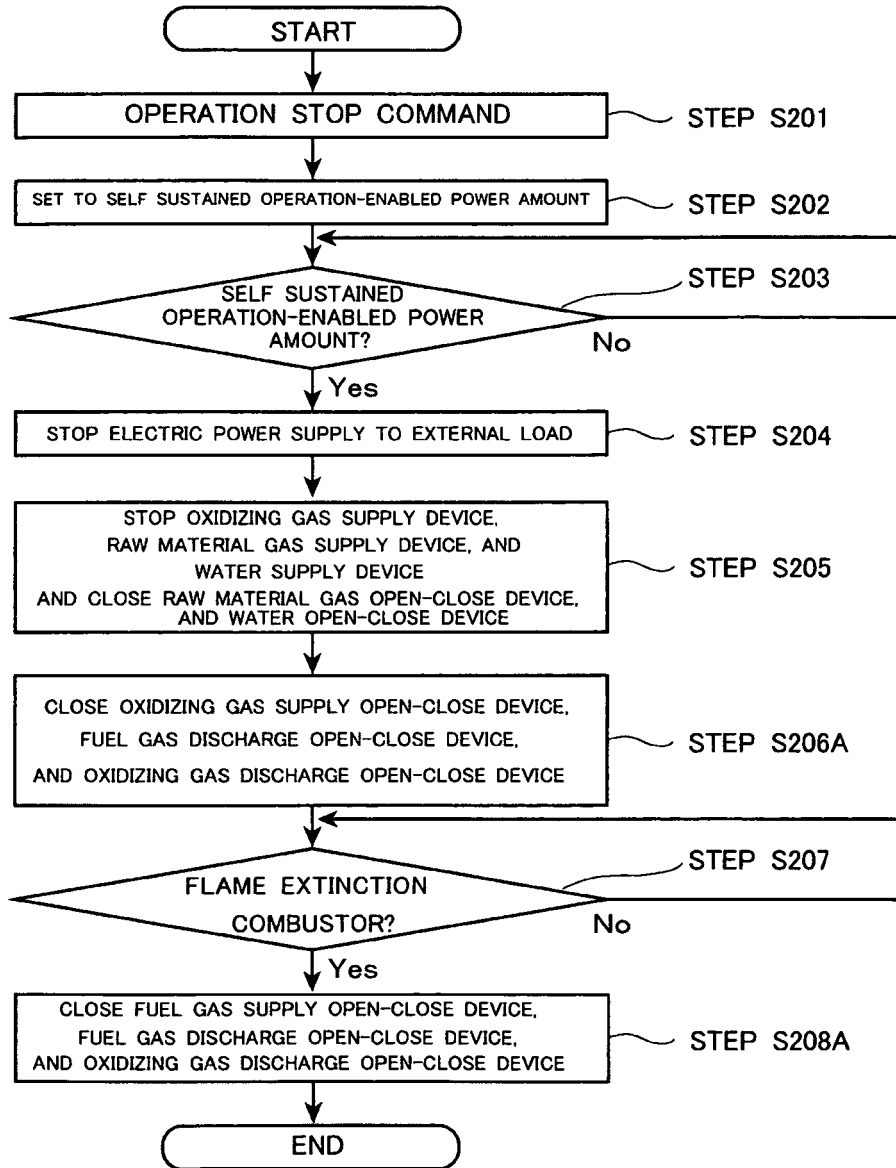 START
OPERATION STOP COMMAND
STEP S201
SET TO SELF SUSTAINED OPERATION-ENABLED POWER AMOUNT
STEP S202
SELF SUSTAINED
OPERATION-ENABLED POWER
AMOUNT?
STEP S203
No
Yes
STOP ELECTRIC POWER SUPPLY TO EXTERNAL LOAD
STEP S204
STOP OXIDIZING GAS SUPPLY DEVICE,
RAW MATERIAL GAS SUPPLY DEVICE, AND
WATER SUPPLY DEVICE
AND CLOSE RAW MATERIAL GAS OPEN-CLOSE DEVICE,
AND WATER OPEN-CLOSE DEVICE
STEP S205
CLOSE OXIDIZING GAS SUPPLY OPEN-CLOSE DEVICE,
FUEL GAS DISCHARGE OPEN-CLOSE DEVICE,
AND OXIDIZING GAS DISCHARGE OPEN-CLOSE DEVICE
STEP S206A
FLAME EXTINCTION
COMBUSTOR?
STEP S207
No
Yes
CLOSE FUEL GAS SUPPLY OPEN-CLOSE DEVICE,
FUEL GAS DISCHARGE OPEN-CLOSE DEVICE,
AND OXIDIZING GAS DISCHARGE OPEN-CLOSE DEVICE
STEP S208A
END